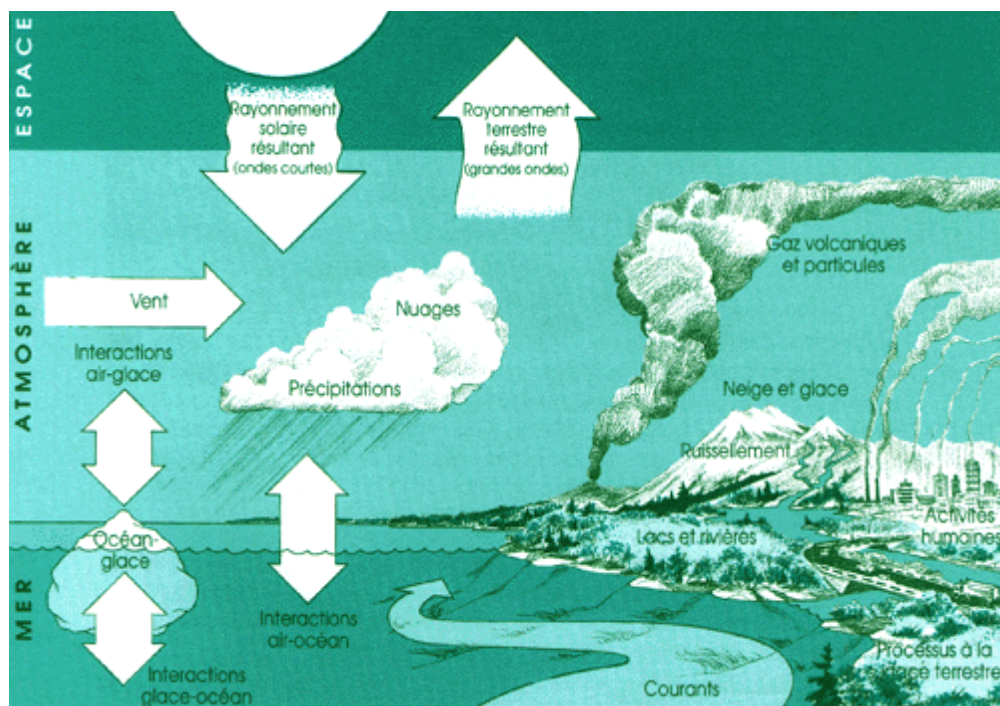 ESPACE
Rayonnement
solaire
résultant
(ondes courtes)
Rayonnement
terrestre
résultant
(grandes ondes)
ATMOSPHÈRE
Gaz volcaniques
et particules
Vent
Nuages
Interactions
air-glace
Précipitations
Neige et glace
Ruissellement
Océan-
glace
Lacs et rivières
Activités
humaines
MER
Interactions
air-océan
Interactions
glace-océan
Courants
Processus à la
surface terrestre